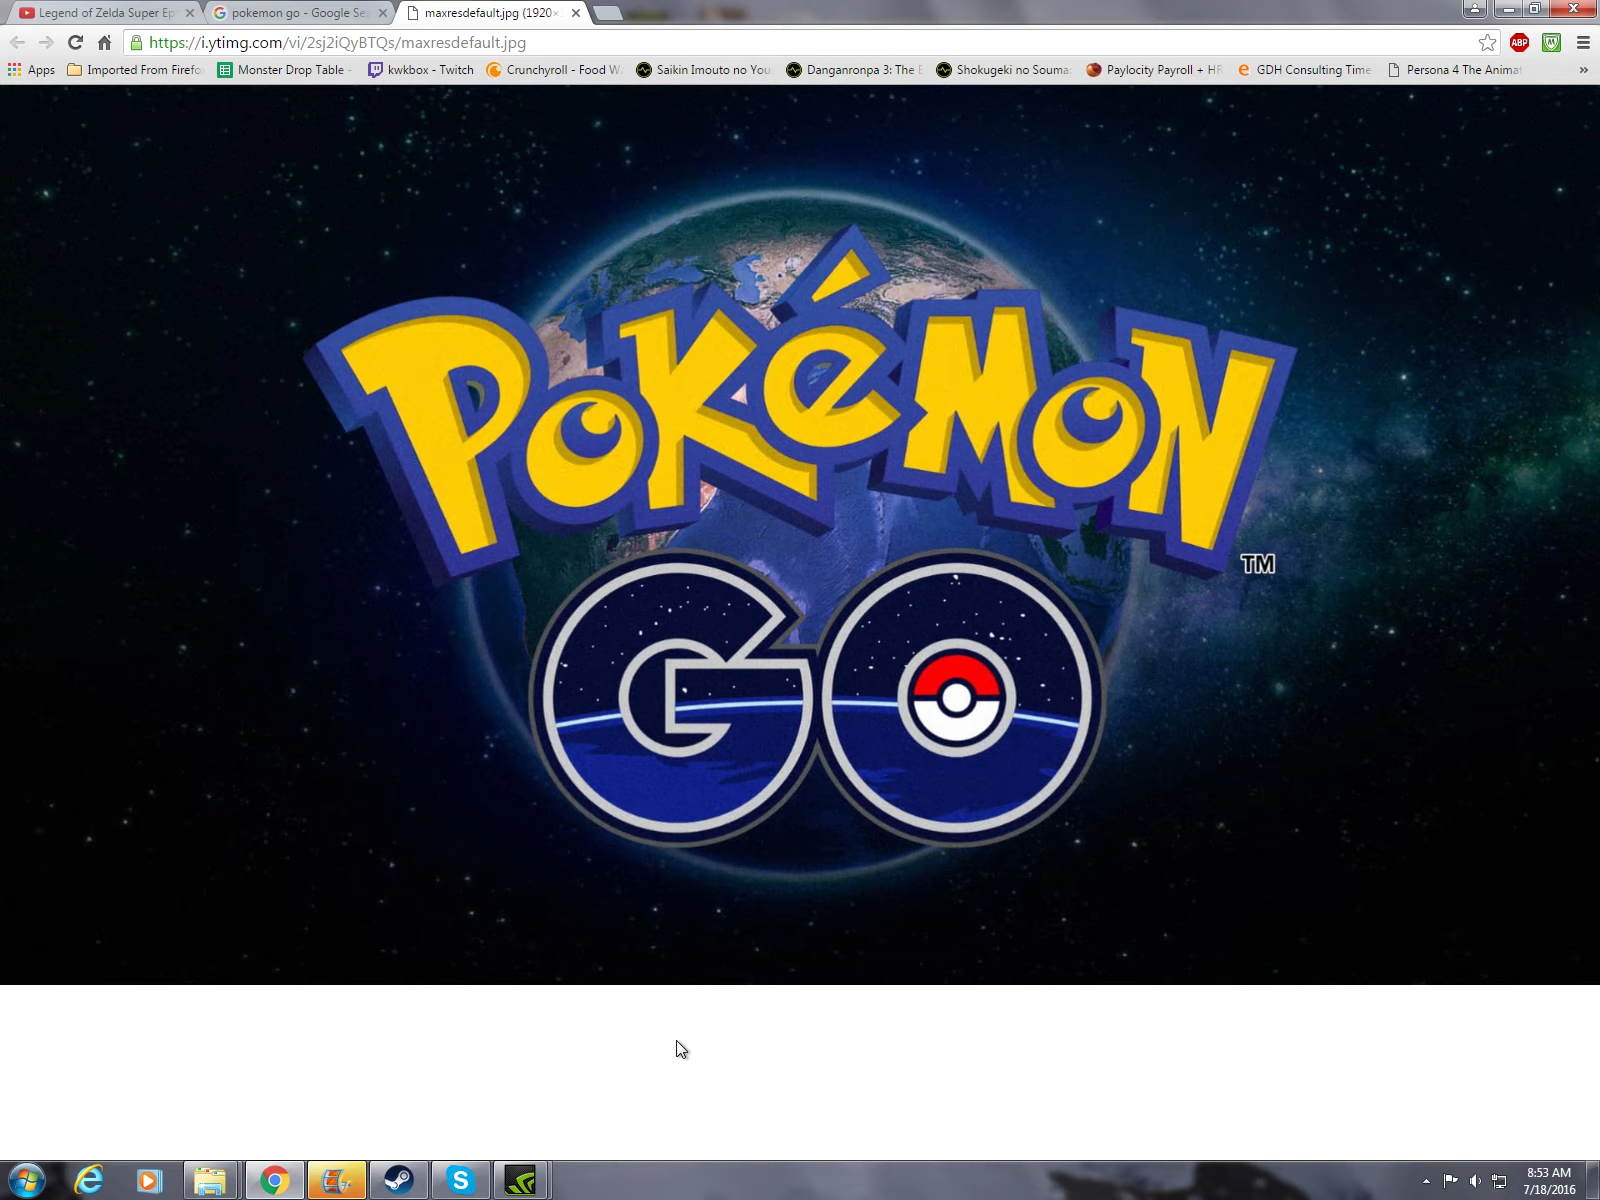 Legend of Zelda Super Ep
pokemon go - Google Sea
maxresdefault.jpg (1920×
https://i.ytimg.com/vi/2sj2iQyBTQs/maxresdefault.jpg
ABP
Apps
Imported From Firefo
Monster Drop Table -
kwkbox - Twitch
Crunchyroll - Food W
Saikin Imouto no You
Danganronpa 3: The E
Shokugeki no Souma
Paylocity Payroll + HR
GDH Consulting Time
Persona 4 The Animat
POKéMON
TM
GO
8:53 AM
7/18/2016